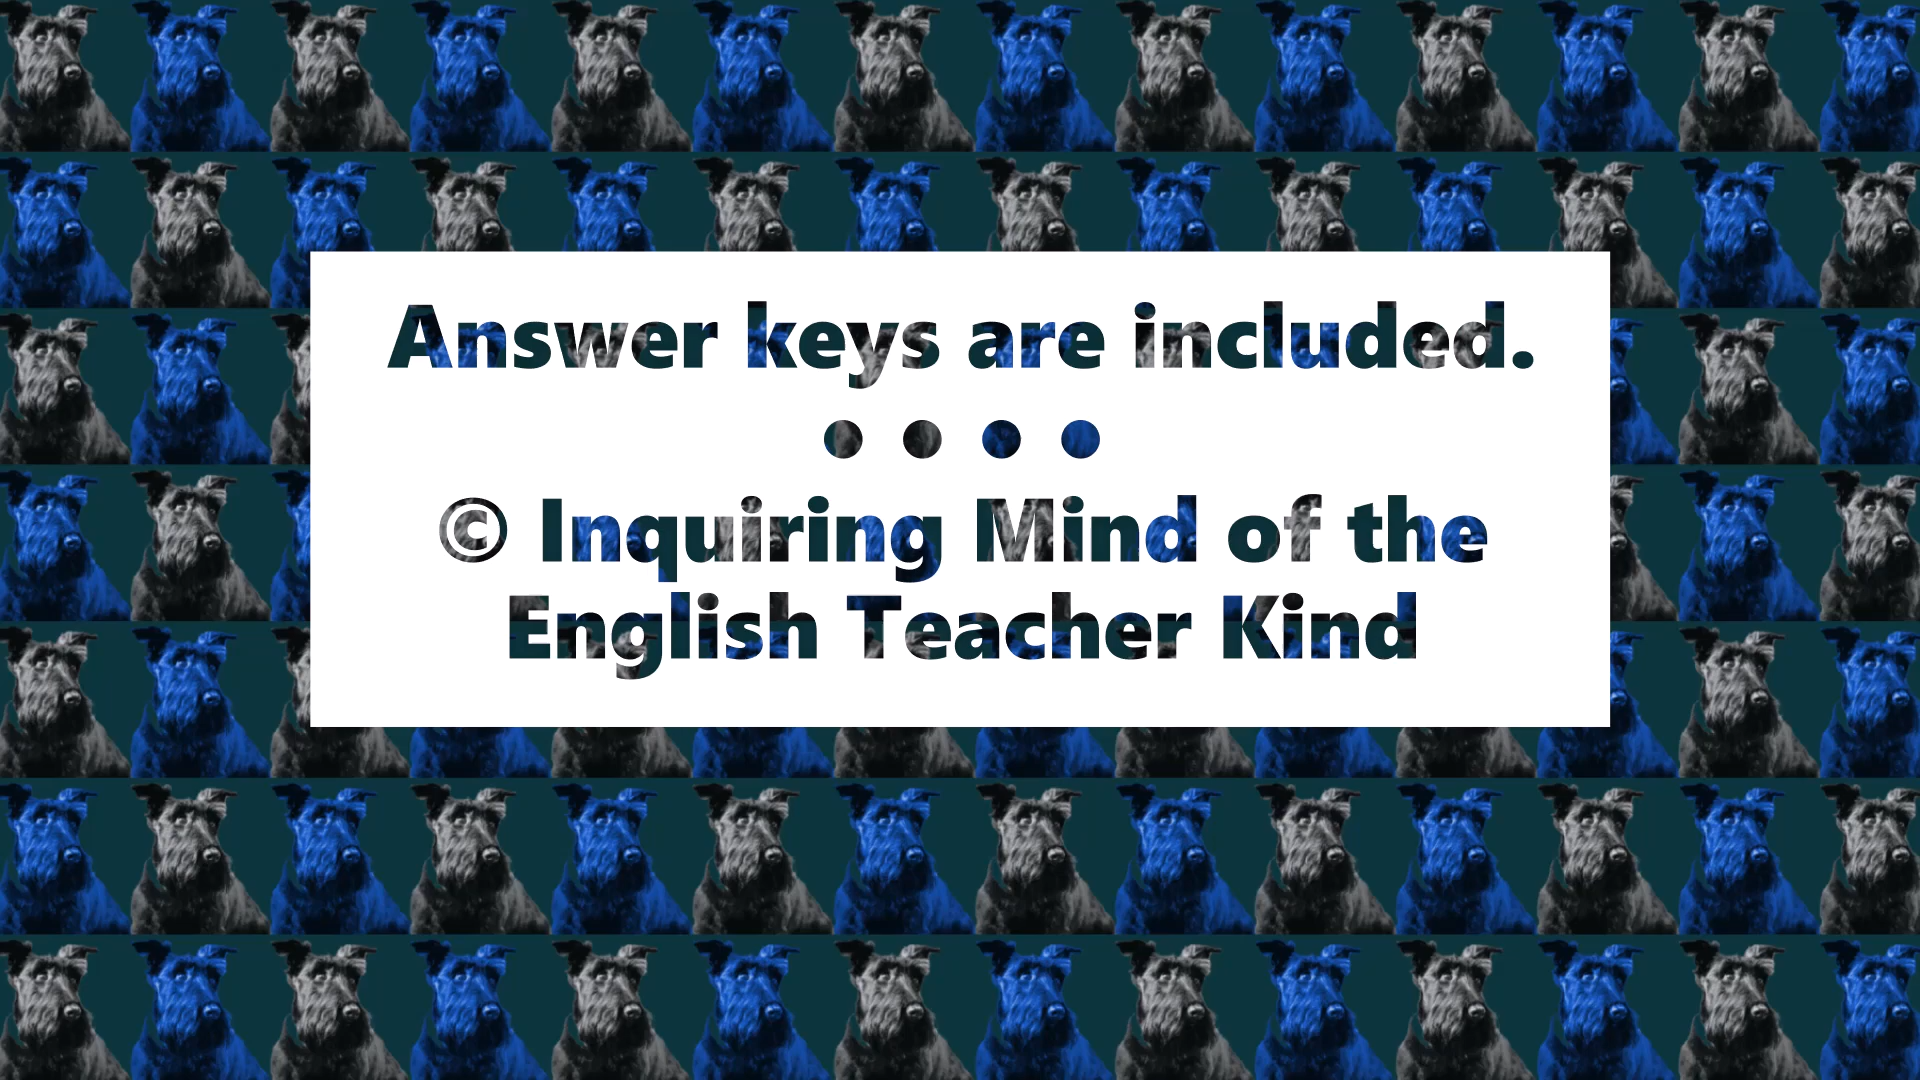 Answer keys are included.
• • • •
© Inquiring Mind of the
English Teacher Kind